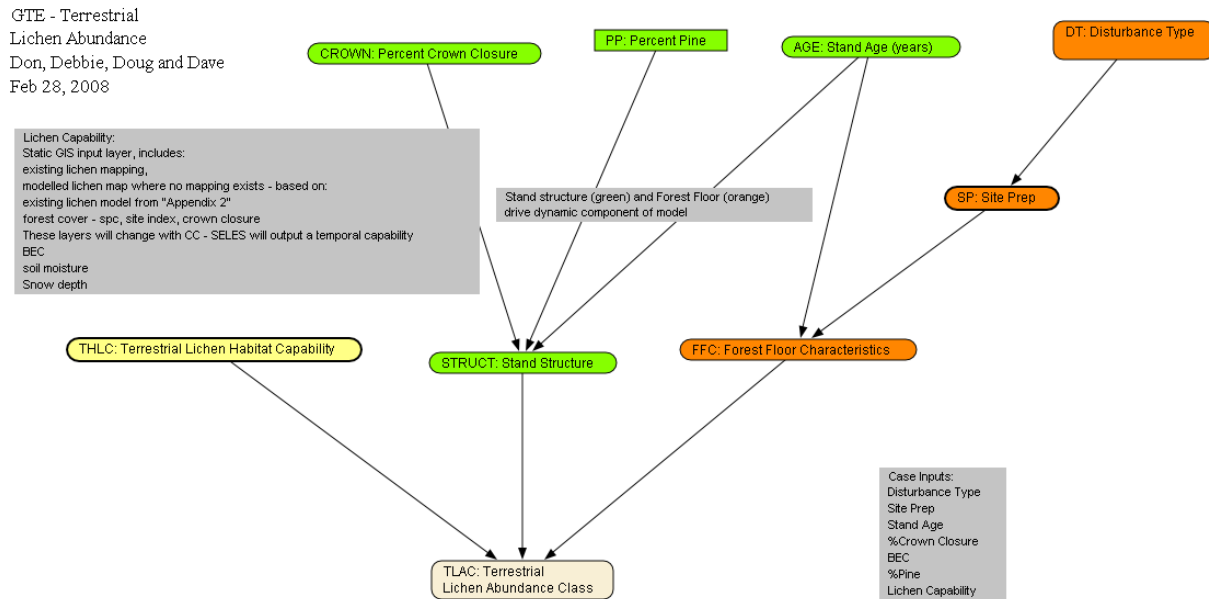 GTE - Terrestrial
Lichen Abundance
Don, Debbie, Doug and Dave
Feb 28, 2008
CROWN: Percent Crown Closure
PP: Percent Pine
AGE: Stand Age (years)
DT: Disturbance Type
Lichen Capability:
Static GIS input layer, includes:
existing lichen mapping,
modelled lichen map where no mapping exists - based on:
existing lichen model from "Appendix 2"
forest cover - spc, site index, crown closure
These layers will change with CC - SELES will output a temporal capability
BEC
soil moisture
Snow depth
Stand structure (green) and Forest Floor (orange)
drive dynamic component of model
SP: Site Prep
THLC: Terrestrial Lichen Habitat Capability
STRUCT: Stand Structure
FFC: Forest Floor Characteristics
TLAC: Terrestrial
Lichen Abundance Class
Case Inputs:
Disturbance Type
Site Prep
Stand Age
%Crown Closure
BEC
%Pine
Lichen Capability